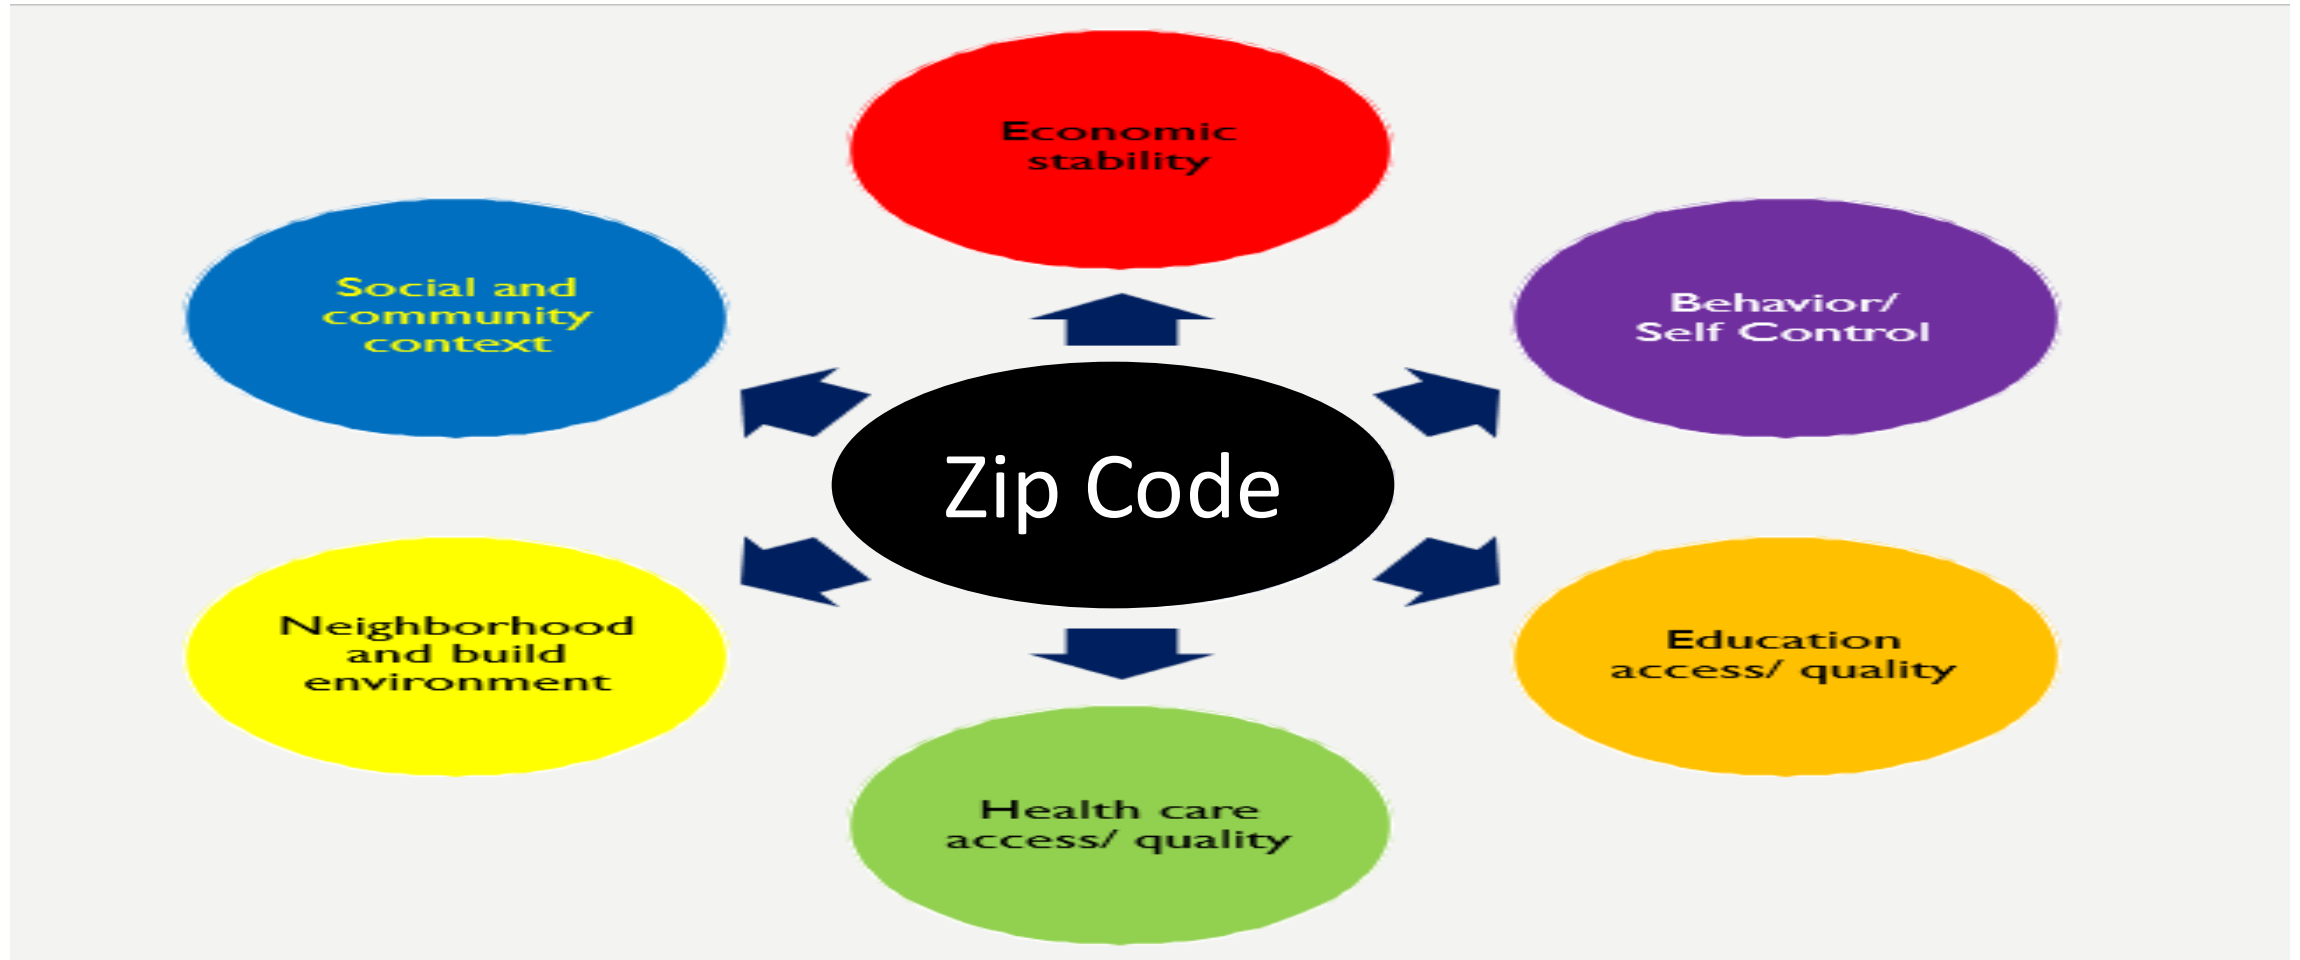 Economic
stability
Social and
community
context
Behavior/
Self Control
Zip Code
Neighborhood
and build
environment
Education
access/ quality
Health care
access/ quality